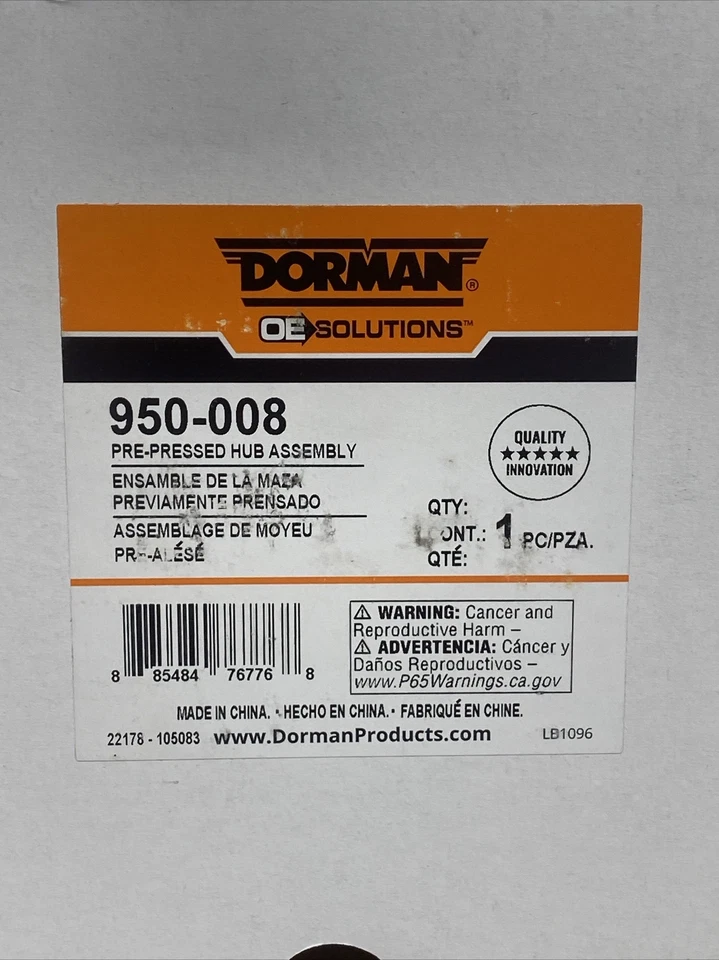 DORMAN®
OE SOLUTIONS™
950-008
PRE-PRESSED HUB ASSEMBLY
ENSAMBLE DE LA MAZA
PREVIAMENTE PRENSADO
ASSEMBLAGE DE MOYEU
QUALITY
★★★★★
INNOVATION
QTY:
1 PC/PZA.
QTÉ:
8 85484 76776 8
⚠ WARNING: Cancer and
Reproductive Harm –
⚠ ADVERTENCIA: Cáncer y
Daños Reproductivos –
www.P65Warnings.ca.gov
MADE IN CHINA. • HECHO EN CHINA. • FABRIQUÉ EN CHINE.
22178 - 105083 www.DormanProducts.com LB1096